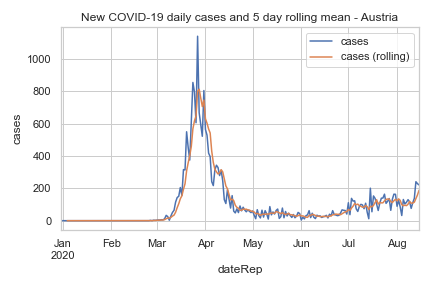 New COVID-19 daily cases and 5 day rolling mean - Austria
cases
cases (rolling)
1000
800
600
400
200
0
cases
Jan Feb Mar Apr May Jun Jul Aug
2020
dateRep